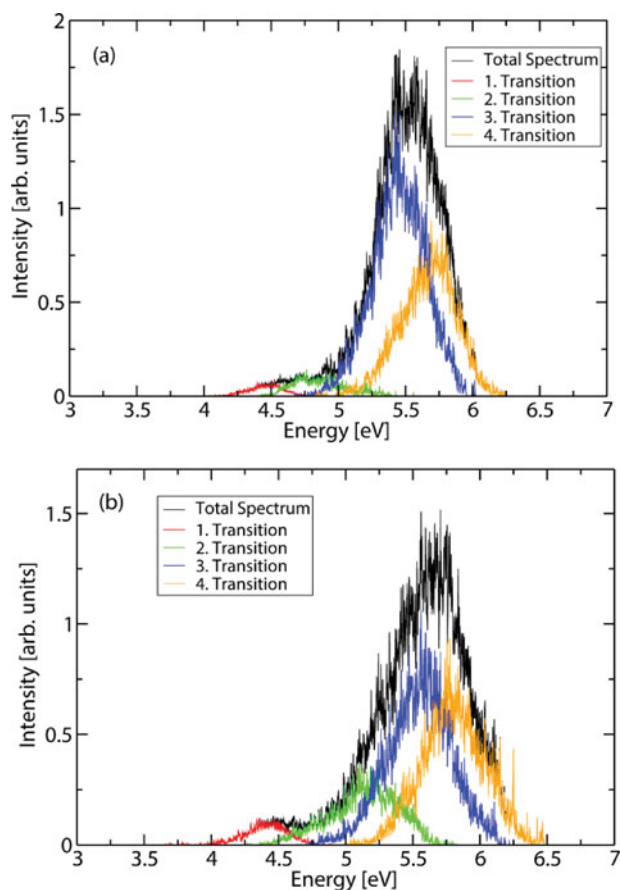 2
(a)
Total Spectrum
1. Transition
2. Transition
3. Transition
4. Transition
1.5
1
0.5
0
Intensity [arb. units]
3 3.5 4 4.5 5 5.5 6 6.5 7
Energy [eV]
(b)
Total Spectrum
1. Transition
2. Transition
3. Transition
4. Transition
1.5
1
0.5
0
Intensity [arb. units]
3 3.5 4 4.5 5 5.5 6 6.5 7
Energy [eV]